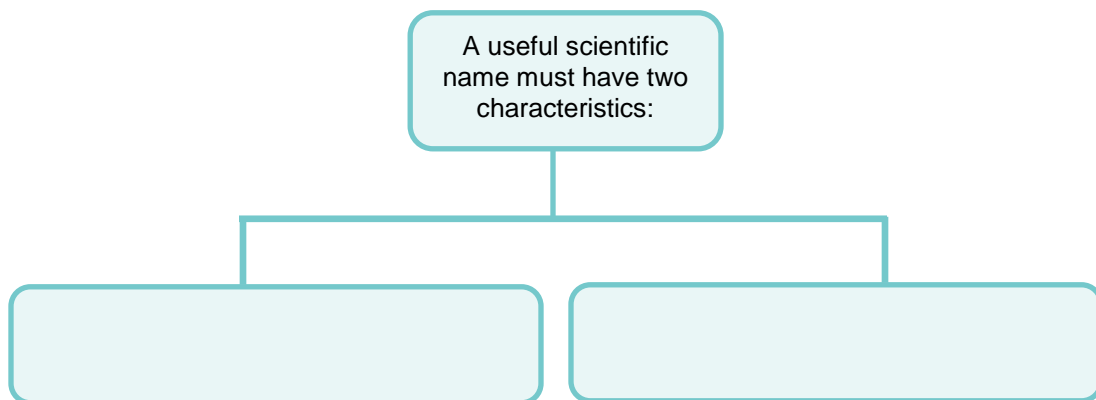 A useful scientific
name must have two
characteristics: